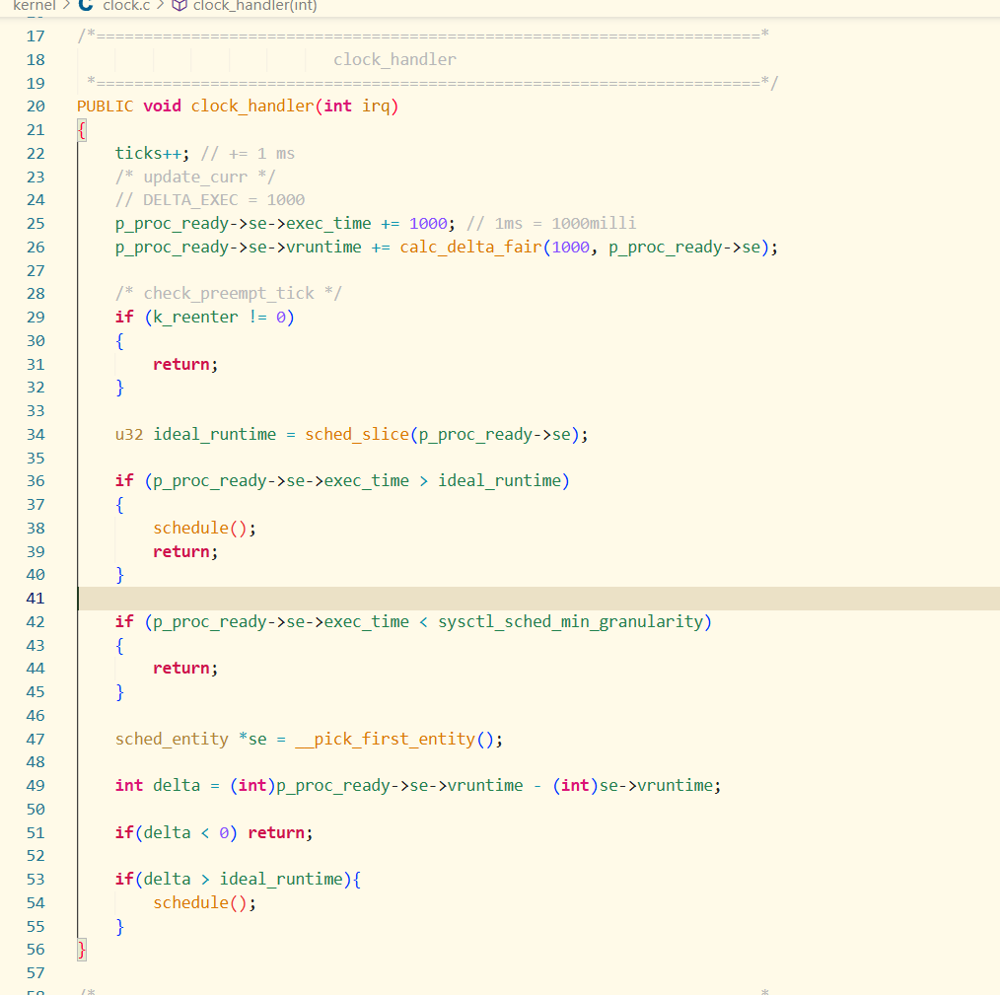 kernel > C clock.c > clock_handler(int)
17 /*======================================================================*
18 clock_handler
19 *======================================================================*/
20 PUBLIC void clock_handler(int irq)
21 {
22 ticks++; // += 1 ms
23 /* update_curr */
24 // DELTA_EXEC = 1000
25 p_proc_ready->se->exec_time += 1000; // 1ms = 1000milli
26 p_proc_ready->se->vruntime += calc_delta_fair(1000, p_proc_ready->se);
27
28 /* check_preempt_tick */
29 if (k_reenter != 0)
30 {
31 return;
32 }
33
34 u32 ideal_runtime = sched_slice(p_proc_ready->se);
35
36 if (p_proc_ready->se->exec_time > ideal_runtime)
37 {
38 schedule();
39 return;
40 }
41
42 if (p_proc_ready->se->exec_time < sysctl_sched_min_granularity)
43 {
44 return;
45 }
46
47 sched_entity *se = __pick_first_entity();
48
49 int delta = (int)p_proc_ready->se->vruntime - (int)se->vruntime;
50
51 if(delta < 0) return;
52
53 if(delta > ideal_runtime){
54 schedule();
55 }
56 }
57